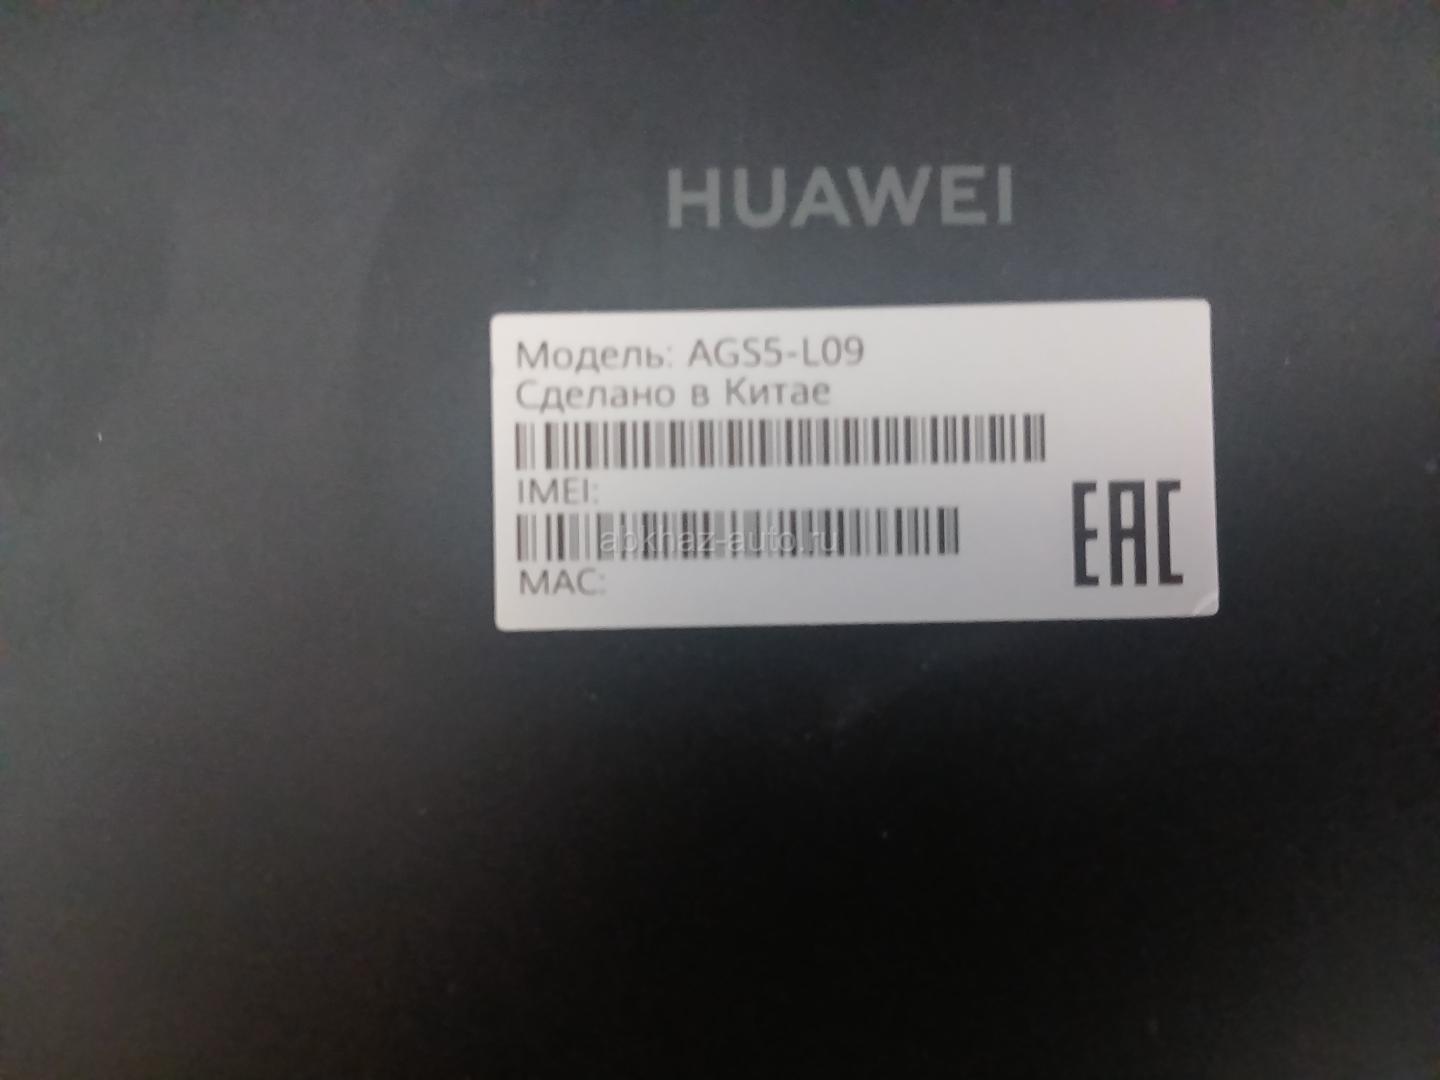 HUAWEI
Модель: AGS5-L09
Сделано в Китае
IMEI:
abkhaz-auto.ru
MAC:
EAC